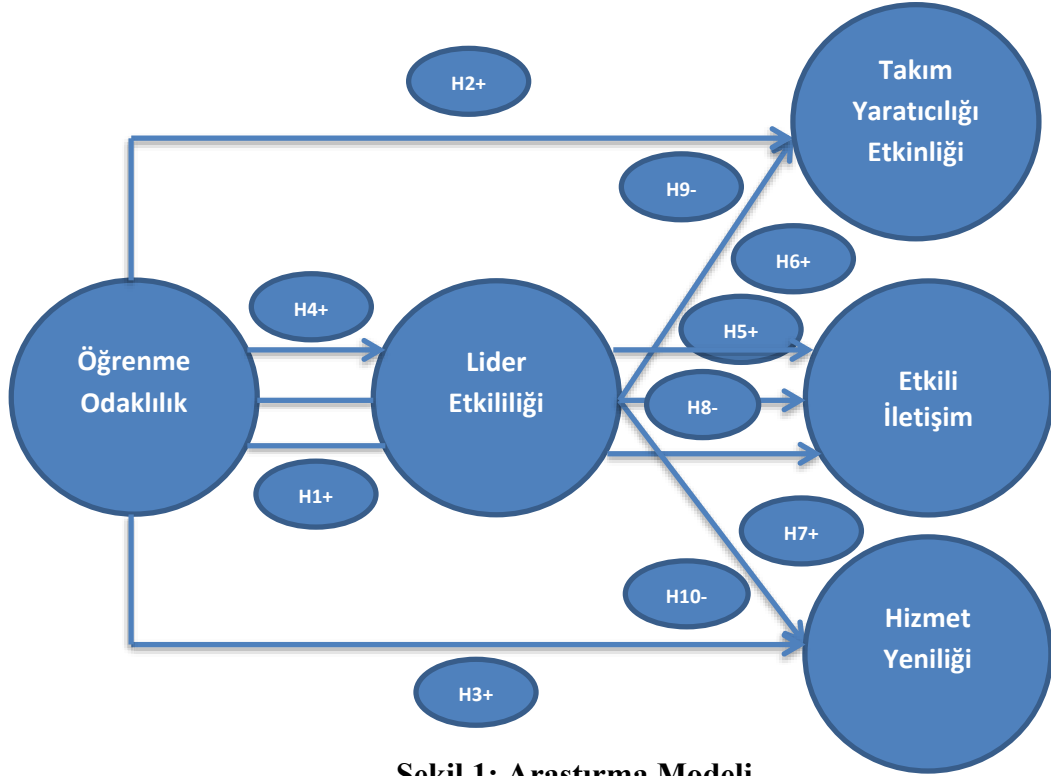 H2+
Takım
Yaratıcılığı
Etkinliği
H9-
H6+
H4+
H5+
Öğrenme
Odaklılık
Lider
Etkililiği
H8-
Etkili
İletişim
H1+
H7+
H10-
Hizmet
Yeniliği
H3+
Şekil 1: Araştırma Modeli